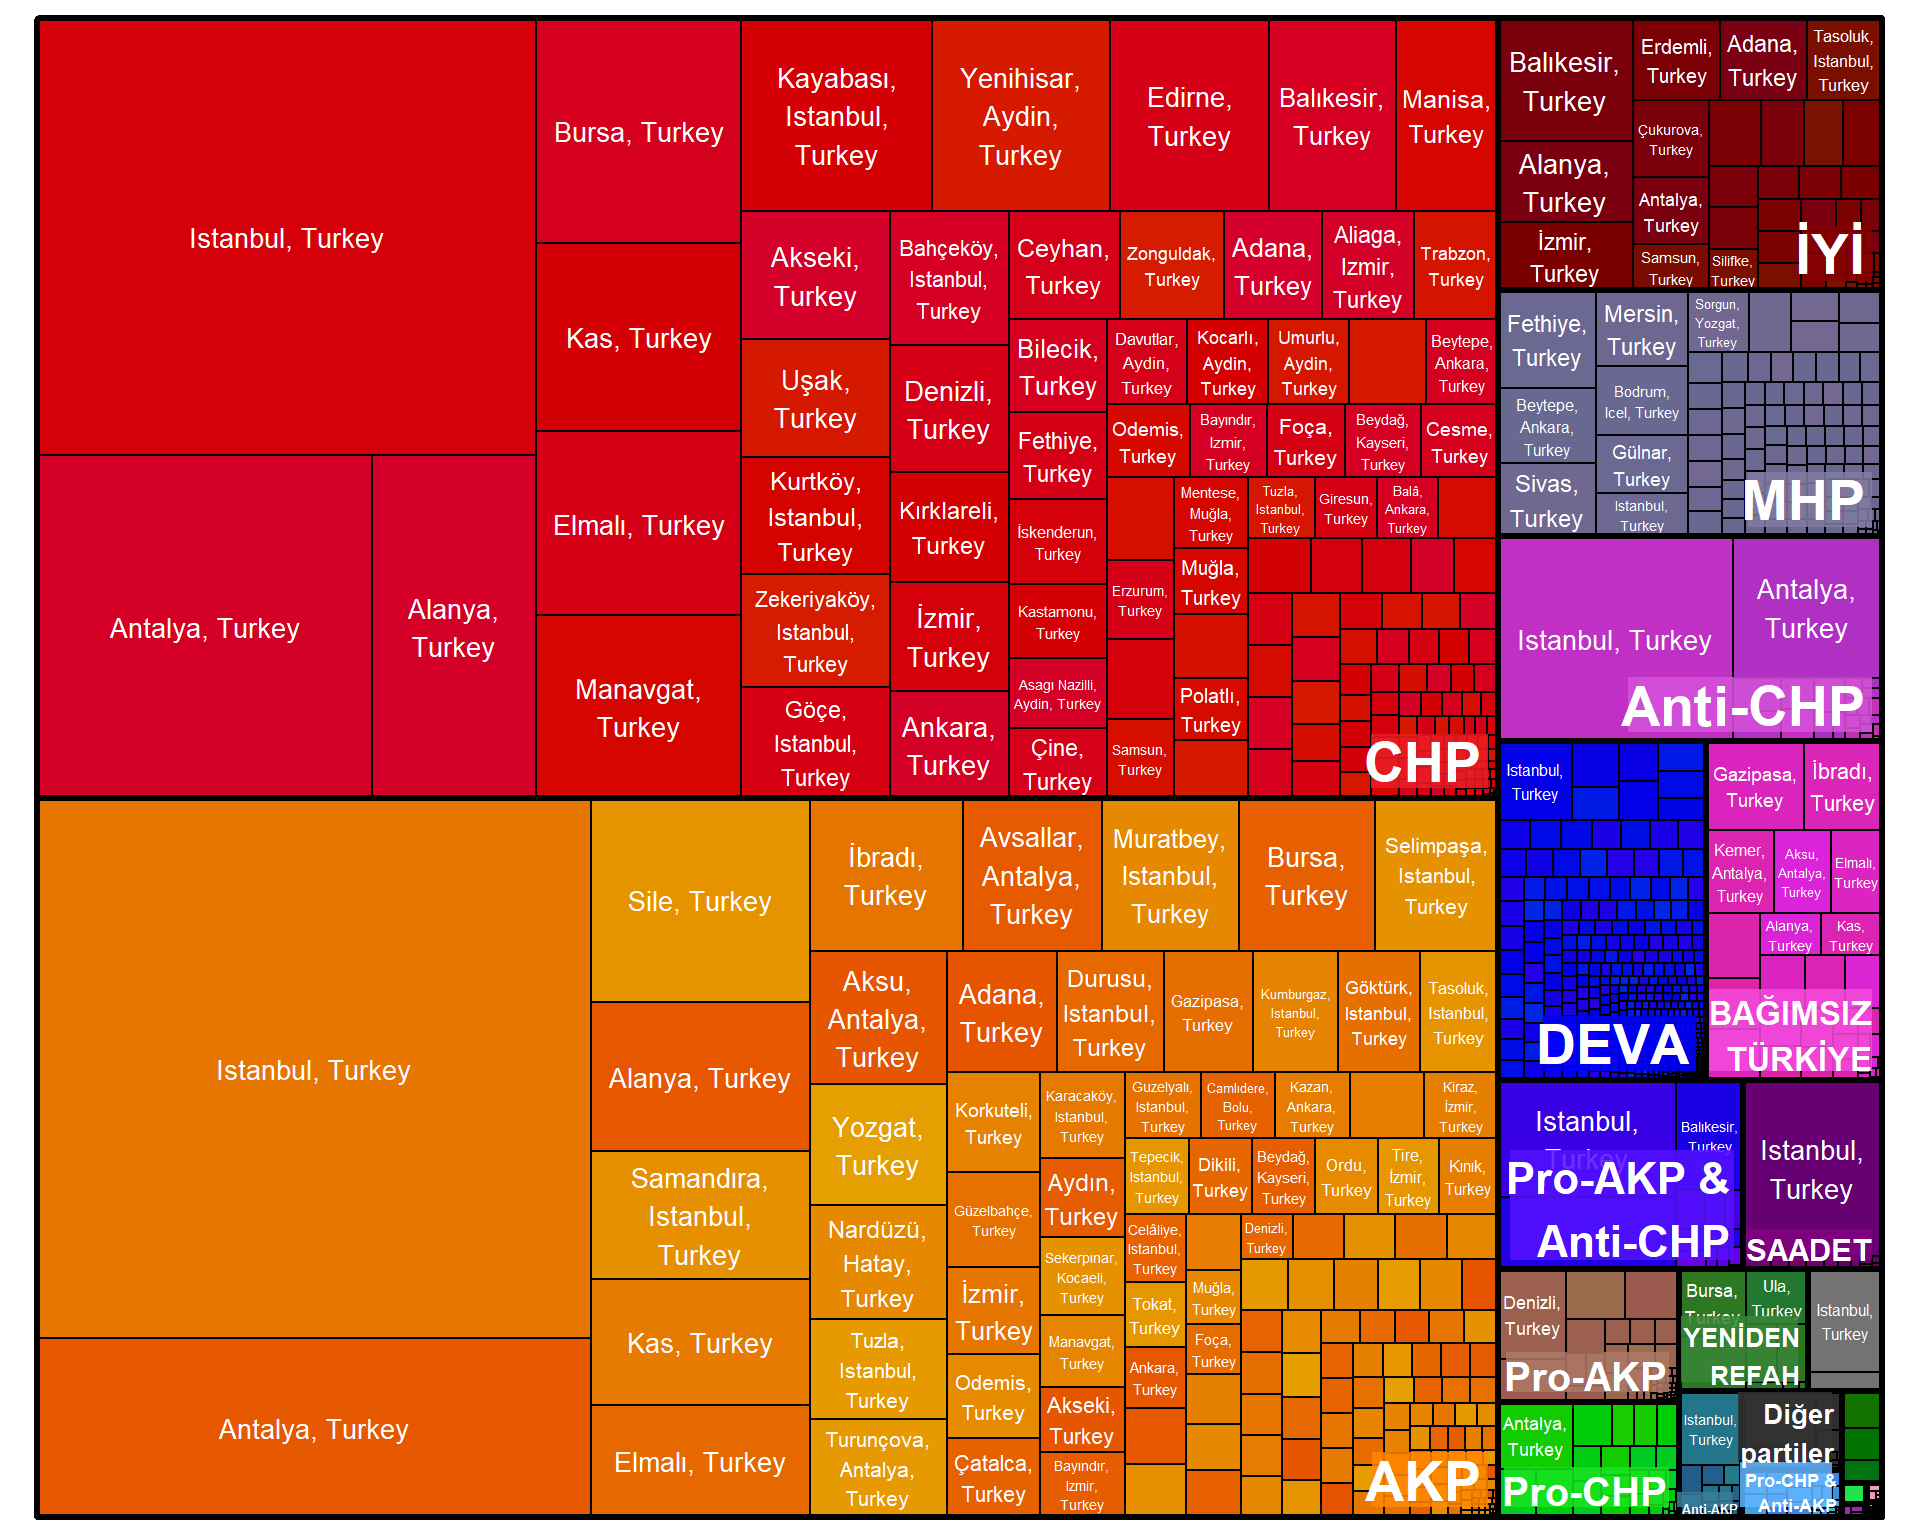 Istanbul, Turkey
Antalya, Turkey
Alanya,
Turkey
Bursa, Turkey
Kas, Turkey
Elmalı, Turkey
Manavgat,
Turkey
Kayabası,
Istanbul,
Turkey
Yenihisar,
Aydin,
Turkey
Edirne,
Turkey
Balıkesir,
Turkey
Manisa,
Turkey
Akseki,
Turkey
Uşak,
Turkey
Kurtköy,
Istanbul,
Turkey
Zekeriyaköy,
Istanbul,
Turkey
Göçe,
Istanbul,
Turkey
Bahçeköy,
Istanbul,
Turkey
Denizli,
Turkey
Kırklareli,
Turkey
İzmir,
Turkey
Ankara,
Turkey
Ceyhan,
Turkey
Zonguldak,
Turkey
Adana,
Turkey
Aliaga,
Izmir,
Turkey
Trabzon,
Turkey
Bilecik,
Turkey
Fethiye,
Turkey
İskenderun,
Turkey
Kastamonu,
Turkey
Asagı Nazilli,
Aydin, Turkey
Çine,
Turkey
Davutlar,
Aydin,
Turkey
Kocarlı,
Aydin,
Turkey
Umurlu,
Aydin,
Turkey
Beytepe,
Ankara,
Turkey
Odemis,
Turkey
Bayındır,
Izmir,
Turkey
Foça,
Turkey
Beydağ,
Kayseri,
Turkey
Cesme,
Turkey
Mentese,
Muğla,
Turkey
Tuzla,
Istanbul,
Turkey
Giresun,
Turkey
Balâ,
Ankara,
Turkey
Erzurum,
Turkey
Muğla,
Turkey
Polatlı,
Turkey
Samsun,
Turkey
CHP
Istanbul, Turkey
Antalya, Turkey
Sile, Turkey
Alanya, Turkey
Samandıra,
Istanbul,
Turkey
Kas, Turkey
Elmalı, Turkey
İbradı,
Turkey
Avsallar,
Antalya,
Turkey
Muratbey,
Istanbul,
Turkey
Bursa,
Turkey
Selimpaşa,
Istanbul,
Turkey
Aksu,
Antalya,
Turkey
Yozgat,
Turkey
Nardüzü,
Hatay,
Turkey
Tuzla,
Istanbul,
Turkey
Turunçova,
Antalya,
Turkey
Adana,
Turkey
Durusu,
Istanbul,
Turkey
Gazipasa,
Turkey
Kumburgaz,
Istanbul,
Turkey
Göktürk,
Istanbul,
Turkey
Tasoluk,
Istanbul,
Turkey
Korkuteli,
Turkey
Güzelbahçe,
Turkey
İzmir,
Turkey
Odemis,
Turkey
Çatalca,
Turkey
Karacaköy,
Istanbul,
Turkey
Aydın,
Turkey
Sekerpınar,
Kocaeli,
Turkey
Manavgat,
Turkey
Akseki,
Turkey
Bayındır,
Izmir,
Turkey
Guzelyalı,
Istanbul,
Turkey
Camlıdere,
Bolu,
Turkey
Kazan,
Ankara,
Turkey
Kiraz,
İzmir,
Turkey
Tepecik,
Istanbul,
Turkey
Dikili,
Turkey
Beydağ,
Kayseri,
Turkey
Ordu,
Turkey
Tire,
İzmir,
Turkey
Kınık,
Turkey
Celâliye,
Istanbul,
Turkey
Denizli,
Turkey
Tokat,
Turkey
Muğla,
Turkey
Foça,
Turkey
Ankara,
Turkey
AKP
Balıkesir,
Turkey
Alanya,
Turkey
İzmir,
Turkey
Erdemli,
Turkey
Adana,
Turkey
Tasoluk,
Istanbul,
Turkey
Çukurova,
Turkey
Antalya,
Turkey
Samsun,
Turkey
Silifke,
Turkey
İYİ
Fethiye,
Turkey
Beytepe,
Ankara,
Turkey
Sivas,
Turkey
Mersin,
Turkey
Bodrum,
Icel, Turkey
Gülnar,
Turkey
Istanbul,
Turkey
Sorgun,
Yozgat,
Turkey
MHP
Istanbul, Turkey
Antalya,
Turkey
Anti-CHP
Istanbul,
Turkey
DEVA
Gazipasa,
Turkey
İbradı,
Turkey
Kemer,
Antalya,
Turkey
Aksu,
Antalya,
Turkey
Elmalı,
Turkey
Alanya,
Turkey
Kas,
Turkey
BAĞIMSIZ
TÜRKİYE
Istanbul,
Turkey
Balıkesir,
Turkey
Pro-AKP &
Anti-CHP
Istanbul,
Turkey
SAADET
Denizli,
Turkey
Pro-AKP
Bursa,
Turkey
Ula,
Turkey
YENİDEN
REFAH
Istanbul,
Turkey
Antalya,
Turkey
Pro-CHP
Istanbul,
Turkey
Anti-AKP
Diğer
partiler
Pro-CHP &
Anti-AKP